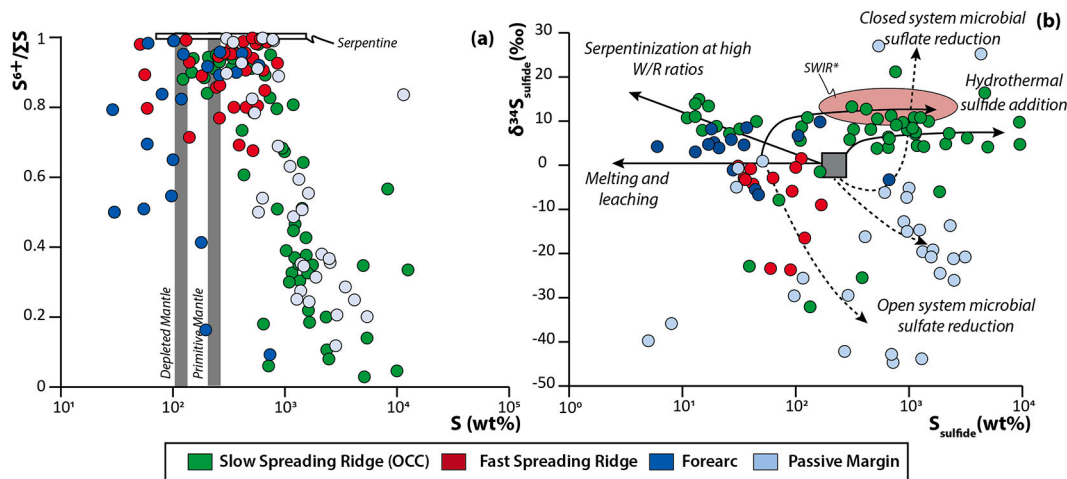 (a)
S⁶⁺/ΣS
1
0.8
0.6
0.4
0.2
0
Serpentine
Depleted Mantle
Primitive Mantle
10¹
10²
10³
10⁴
10⁵
S (wt%)
(b)
δ³⁴Ssulfide(‰)
30
20
10
0
-10
-20
-30
-40
-50
Closed system microbial
suflate reduction
Serpentinization at high
W/R ratios
SWIR*
Hydrothermal
sulfide addition
Melting and
leaching
Open system microbial
sulfate reduction
10⁰
10¹
10²
10³
10⁴
Ssulfide(wt%)
Slow Spreading Ridge (OCC)
Fast Spreading Ridge
Forearc
Passive Margin